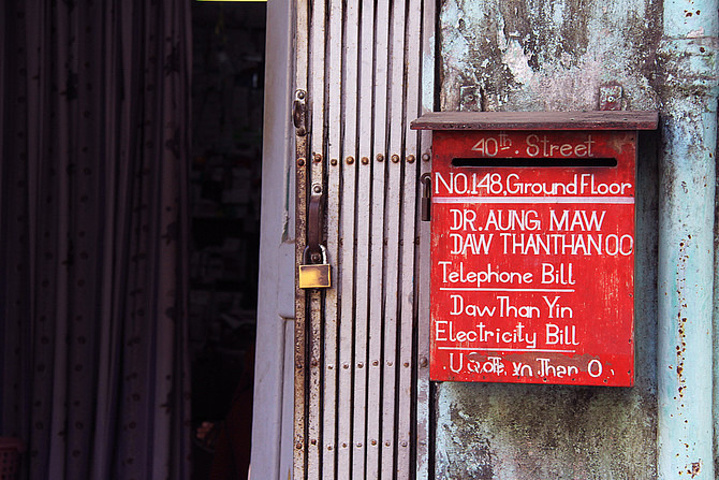 40th. Street
NO.148,Ground Floor
DR.AUNG MAW
DAW THANTHAN OO
Telephone Bill
Daw Than Yin
Electricity Bill
U